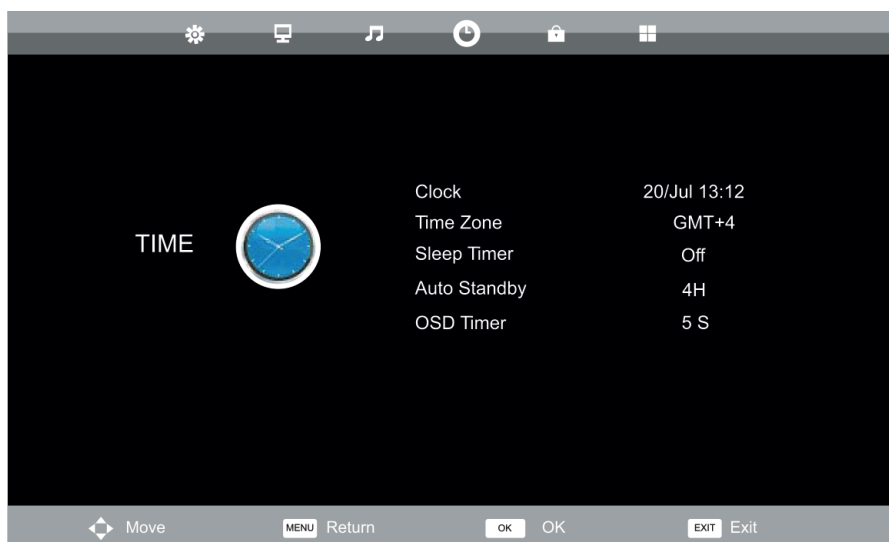 TIME
Clock 20/Jul 13:12
Time Zone GMT+4
Sleep Timer Off
Auto Standby 4H
OSD Timer 5 S
Move MENU Return OK OK EXIT Exit